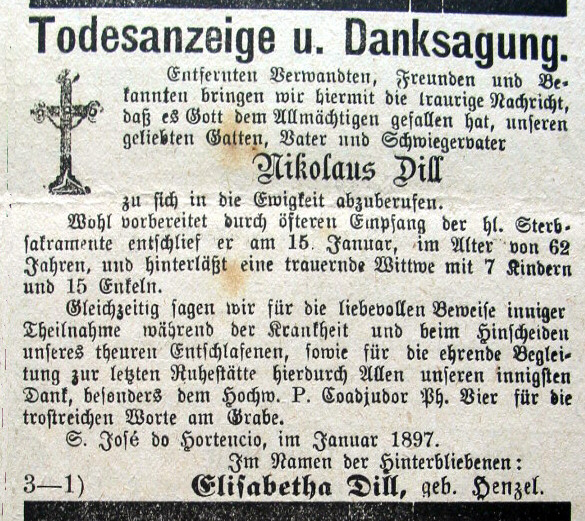 Todesanzeige u. Danksagung.
Entfernten Verwandten, Freunden und Be-
kannten bringen wir hiermit die traurige Nachricht,
daß es Gott dem Allmächtigen gefallen hat, unseren
geliebten Gatten, Vater und Schwiegervater
Nikolaus Dill
zu sich in die Ewigkeit abzuberufen.
Wohl vorbereitet durch öfteren Empfang der hl. Sterb-
sakramente entschlief er am 15. Januar, im Alter von 62
Jahren, und hinterläßt eine trauernde Wittwe mit 7 Kindern
und 15 Enkeln.
Gleichzeitig sagen wir für die liebevollen Beweise inniger
Theilnahme während der Krankheit und beim Hinscheiden
unseres theuren Entschlafenen, sowie für die ehrende Beglei-
tung zur letzten Ruhestätte hierdurch Allen unseren innigsten
Dank, besonders dem Hochw. P. Coadjudor Ph. Vier für die
trostreichen Worte am Grabe.
S. José do Hortencio, im Januar 1897.
Im Namen der Hinterbliebenen:
3—1) Elisabetha Dill, geb. Henzel.